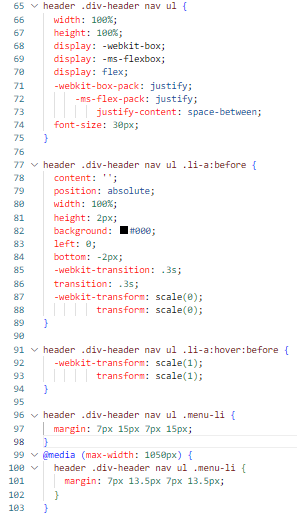 65 header .div-header nav ul {
66 width: 100%;
67 height: 100%;
68 display: -webkit-box;
69 display: -ms-flexbox;
70 display: flex;
71 -webkit-box-pack: justify;
72 -ms-flex-pack: justify;
73 justify-content: space-between;
74 font-size: 30px;
75 }
76
77 header .div-header nav ul .li-a:before {
78 content: '';
79 position: absolute;
80 width: 100%;
81 height: 2px;
82 background: #000;
83 left: 0;
84 bottom: -2px;
85 -webkit-transition: .3s;
86 transition: .3s;
87 -webkit-transform: scale(0);
88 transform: scale(0);
89 }
90
91 header .div-header nav ul .li-a:hover:before {
92 -webkit-transform: scale(1);
93 transform: scale(1);
94 }
95
96 header .div-header nav ul .menu-li {
97 margin: 7px 15px 7px 15px;
98 }
99 @media (max-width: 1050px) {
100 header .div-header nav ul .menu-li {
101 margin: 7px 13.5px 7px 13.5px;
102 }
103 }